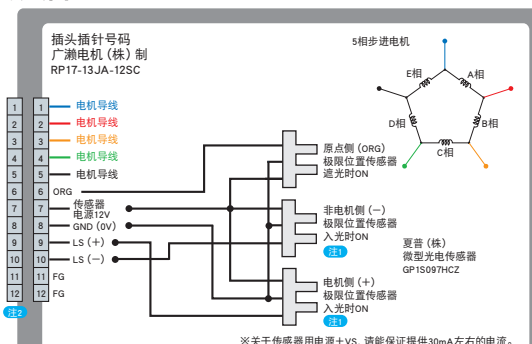 插头插针号码
广濑电机 (株) 制
RP17-13JA-12SC
5相步进电机
E相
A相
D相
B相
C相
1 1 电机导线
2 2 电机导线
3 3 电机导线
4 4 电机导线
5 5 电机导线
6 6 ORG
7 7 传感器
电源12V
8 8 GND (0V)
9 9 LS (+)
10 10 LS (−)
11 11 FG
12 12 FG
注2
原点侧 (ORG)
极限位置传感器
遮光时ON
非电机侧 (−)
极限位置传感器
入光时ON
注1
电机侧 (+)
极限位置传感器
入光时ON
注1
夏普 (株)
微型光电传感器
GP1S097HCZ
※关于传感器用电源+VS, 请能保证提供30mA左右的电流。